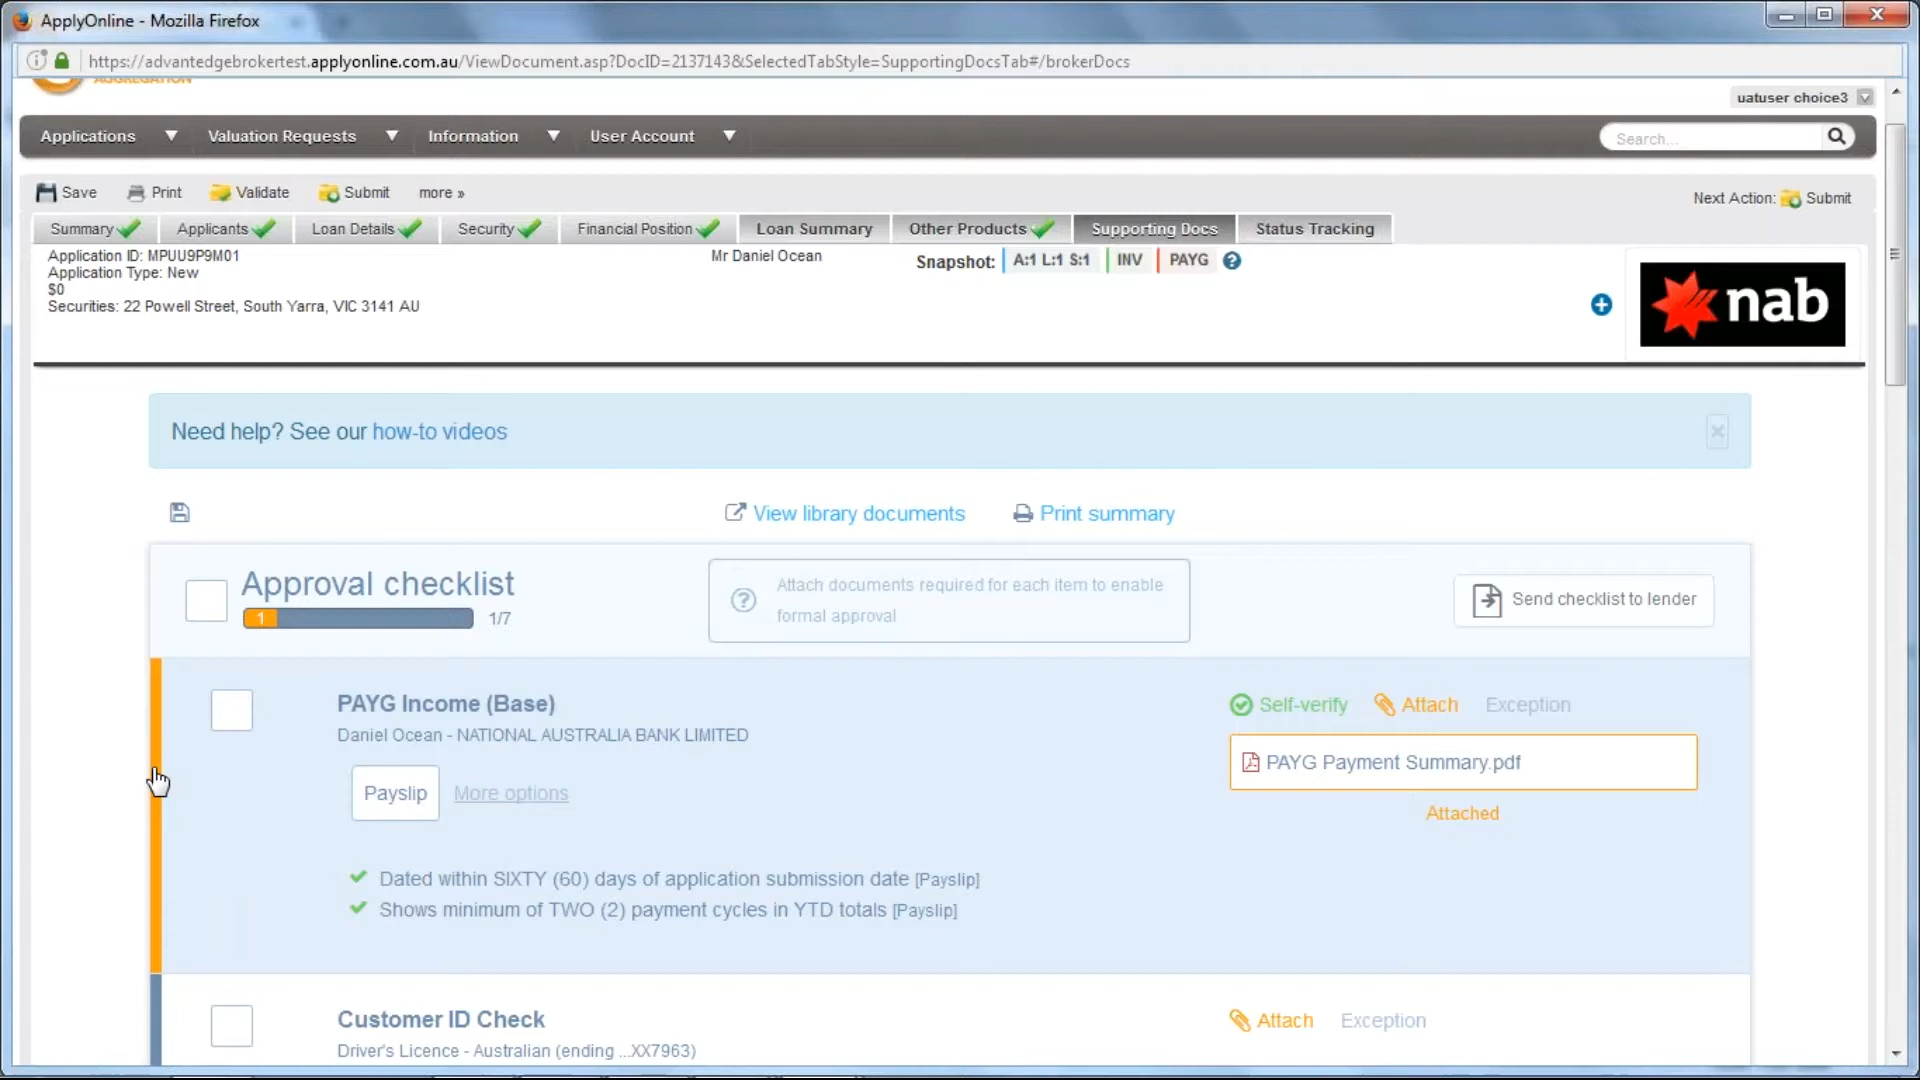 ApplyOnline - Mozilla Firefox
https://advantedgebrokertest.applyonline.com.au/ViewDocument.asp?DocID=2137143&SelectedTabStyle=SupportingDocsTab#/brokerDocs
AGGREGATION
uatuser choice3
Applications Valuation Requests Information User Account Search...
Save Print Validate Submit more » Next Action: Submit
Summary Applicants Loan Details Security Financial Position Loan Summary Other Products Supporting Docs Status Tracking
Application ID: MPUU9P9M01
Application Type: New
$0
Securities: 22 Powell Street, South Yarra, VIC 3141 AU
Mr Daniel Ocean
Snapshot: A:1 L:1 S:1 INV PAYG
nab
Need help? See our how-to videos
View library documents Print summary
Approval checklist
1 1/7
Attach documents required for each item to enable
formal approval
Send checklist to lender
PAYG Income (Base)
Daniel Ocean - NATIONAL AUSTRALIA BANK LIMITED
Payslip More options
Self-verify Attach Exception
PAYG Payment Summary.pdf
Attached
Dated within SIXTY (60) days of application submission date [Payslip]
Shows minimum of TWO (2) payment cycles in YTD totals [Payslip]
Customer ID Check
Driver's Licence - Australian (ending ...XX7963)
Attach Exception